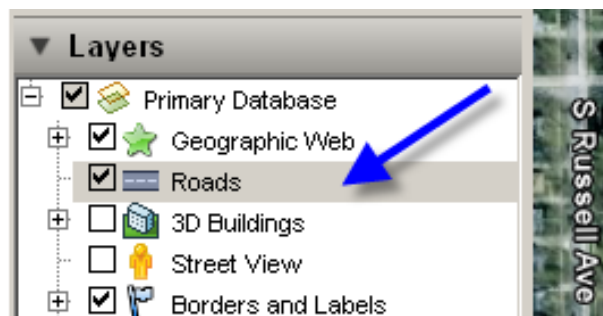 Layers
Primary Database
Geographic Web
Roads
3D Buildings
Street View
Borders and Labels
S Russell Ave